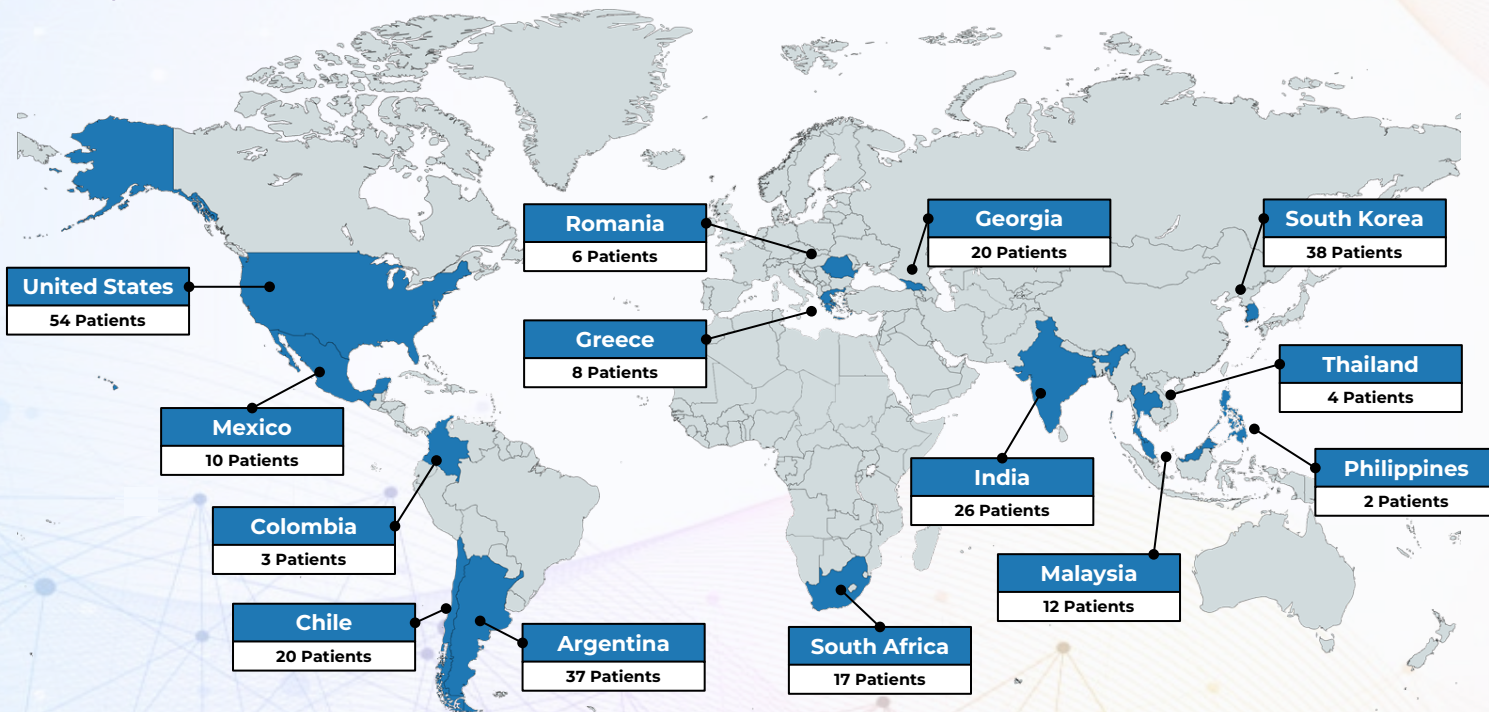 Romania
6 Patients
Georgia
20 Patients
South Korea
38 Patients
United States
54 Patients
Greece
8 Patients
Thailand
4 Patients
Mexico
10 Patients
India
26 Patients
Philippines
2 Patients
Colombia
3 Patients
Malaysia
12 Patients
Chile
20 Patients
Argentina
37 Patients
South Africa
17 Patients